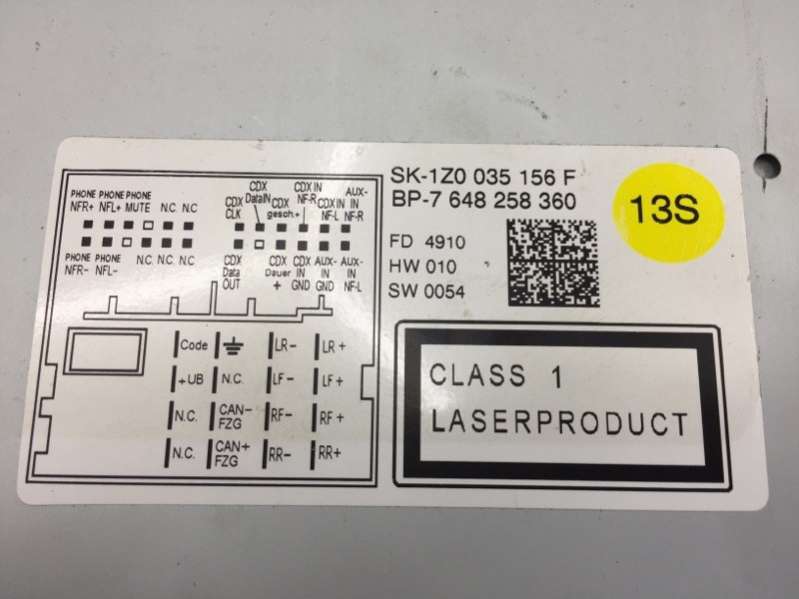 SK-1Z0 035 156 F
BP-7 648 258 360
13S
FD 4910
HW 010
SW 0054
PHONE PHONE PHONE
NFR+ NFL+ MUTE N.C. N.C
PHONE PHONE
NFR- NFL- N.C. N.C. N.C
CDX CLK
CDX DataIN
CDX gesch.+
CDX IN NF-R
CDX IN NF-L
AUX- IN NF-R
CDX Data OUT
CDX Dauer +
CDX IN GND
AUX- GND
AUX- IN NF-L
Code LR- LR+
+UB N.C. LF- LF+
N.C. CAN- FZG RF- RF+
N.C. CAN+ FZG RR- RR+
CLASS 1
LASERPRODUCT